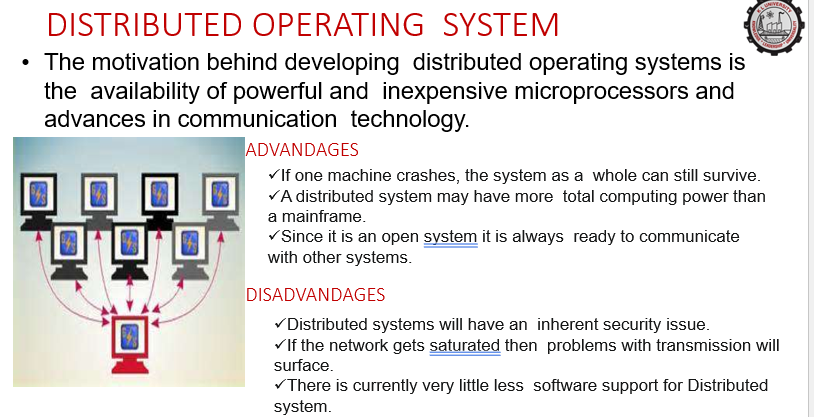 DISTRIBUTED OPERATING SYSTEM
• The motivation behind developing distributed operating systems is
the availability of powerful and inexpensive microprocessors and
advances in communication technology.
ADVANDAGES
✓If one machine crashes, the system as a whole can still survive.
✓A distributed system may have more total computing power than
a mainframe.
✓Since it is an open system it is always ready to communicate
with other systems.
DISADVANDAGES
✓Distributed systems will have an inherent security issue.
✓If the network gets saturated then problems with transmission will
surface.
✓There is currently very little less software support for Distributed
system.